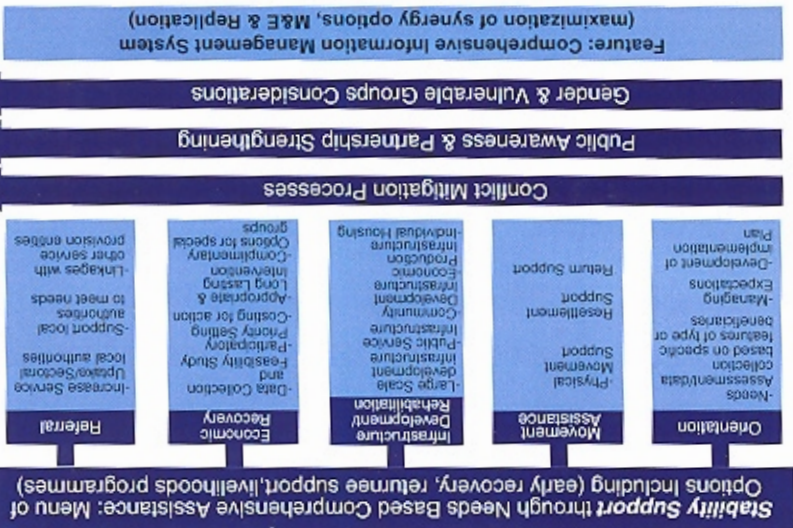 Stability Support through Needs Based Comprehensive Assistance: Menu of
Options Including (early recovery, returnee support,livelihoods programmes)
Orientation
-Needs
Assessment/data
collection
based on specific
features of type or
beneficiaries
-Managing
Expectations
-Development of
implementation
Plan
Movement
Assistance
-Physical
Movement
Support
Resettlement
Support
Return Support
Infrastructure
Development/
Rehabilitation
-Large Scale
development
infrastructure
Public Service
Infrastructure
-Community
Development
Infrastructure
-Economic
Production
Infrastructure
-Individual Housing
Economic
Recovery
-Data Collection
and
Feasibility Study
-Participatory
Priority Setting
Costing for action
-Appropriate &
Long Lasting
Intervention
-Complimentary
Options for special
groups
Referral
-Increase Service
Uptake/Sectoral
local authorities
-Support local
authorities
to meet needs
-Linkages with
other service
provision entities
Conflict Mitigation Processes
Public Awareness & Partnership Strengthening
Gender & Vulnerable Groups Considerations
Feature: Comprehensive Information Management System
(maximization of synergy options, M&E & Replication)